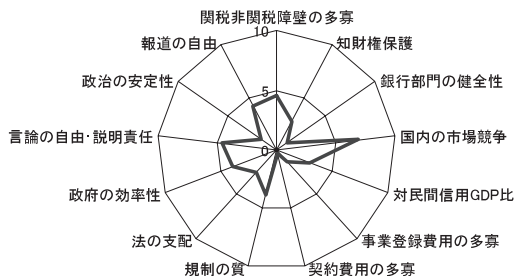 関税非関税障壁の多寡
10
報道の自由
知財権保護
政治の安定性
銀行部門の健全性
5
言論の自由･説明責任
国内の市場競争
0
政府の効率性
対民間信用GDP比
法の支配
事業登録費用の多寡
規制の質
契約費用の多寡